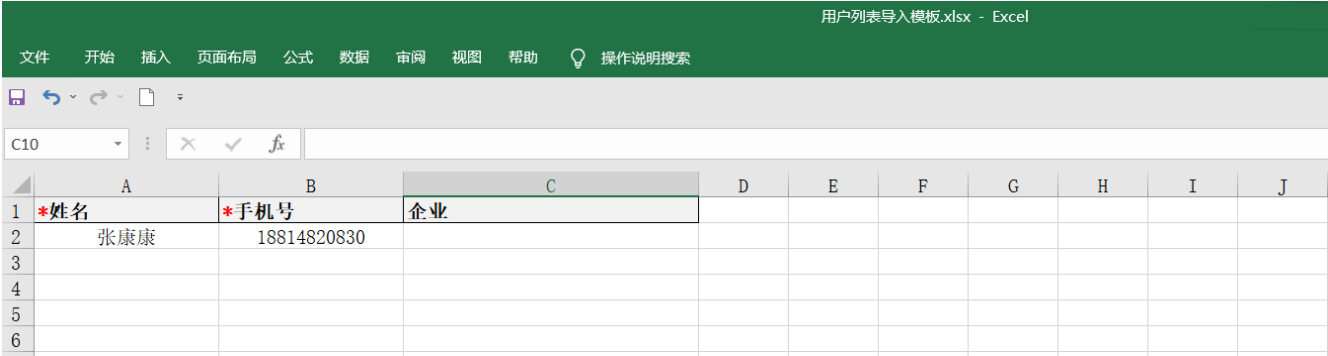 用户列表导入模板.xlsx - Excel
文件 开始 插入 页面布局 公式 数据 审阅 视图 帮助 操作说明搜索
C10 fx
A B C D E F G H I J
1 *姓名 *手机号 企业
2 张康康 18814820830
3
4
5
6